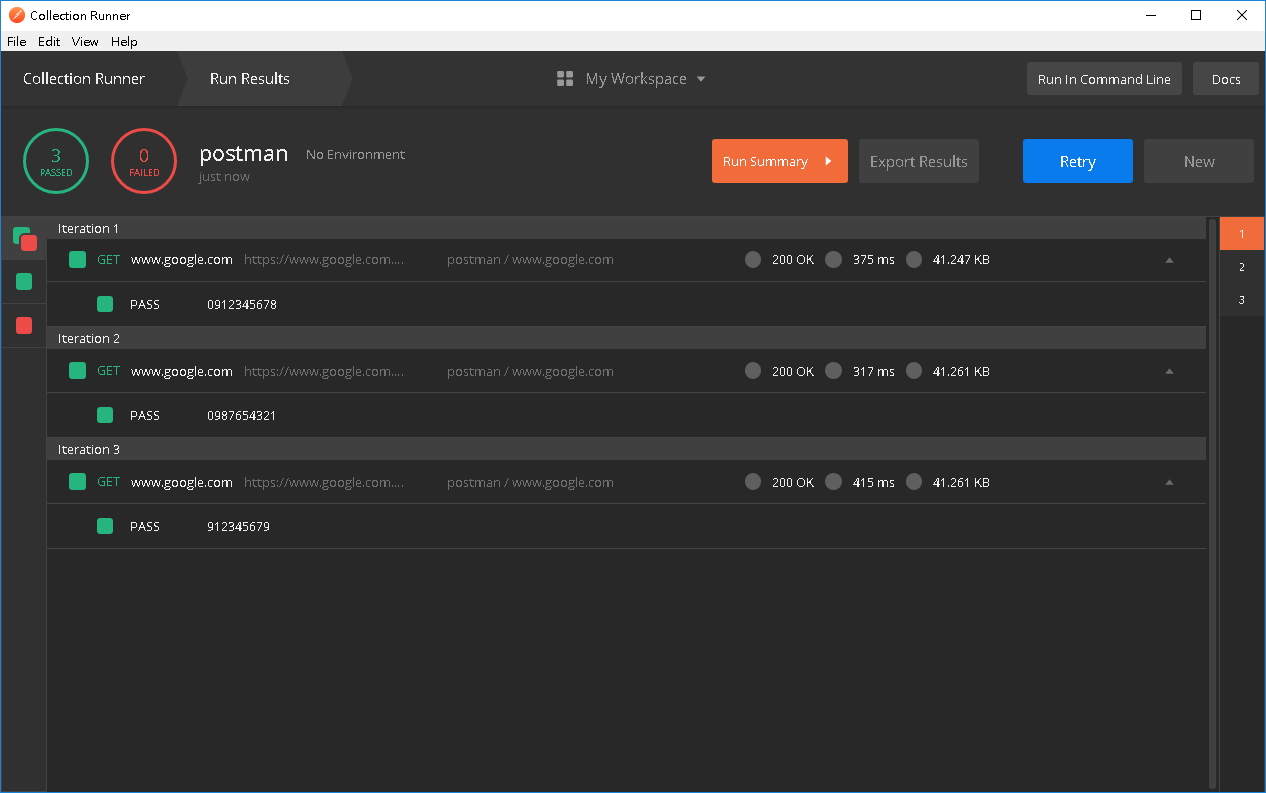 Collection Runner
File Edit View Help
Collection Runner Run Results My Workspace Run In Command Line Docs
3 PASSED 0 FAILED postman No Environment just now Run Summary Export Results Retry New
Iteration 1 1
GET www.google.com https://www.google.com.... postman / www.google.com 200 OK 375 ms 41.247 KB 2
PASS 0912345678 3
Iteration 2
GET www.google.com https://www.google.com.... postman / www.google.com 200 OK 317 ms 41.261 KB
PASS 0987654321
Iteration 3
GET www.google.com https://www.google.com.... postman / www.google.com 200 OK 415 ms 41.261 KB
PASS 912345679